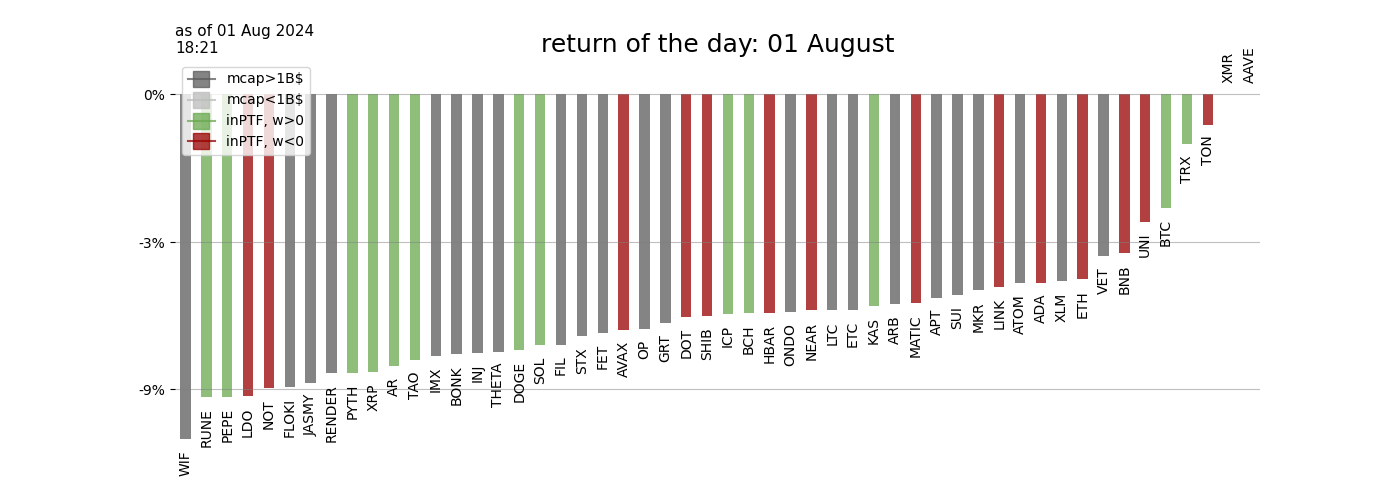 as of 01 Aug 2024
18:21
return of the day: 01 August
mcap>1B$
mcap<1B$
inPTF, w>0
inPTF, w<0
0%
-3%
-9%
WIF
RUNE
PEPE
LDO
NOT
FLOKI
JASMY
RENDER
PYTH
XRP
AR
TAO
IMX
BONK
INJ
THETA
DOGE
SOL
FIL
STX
FET
AVAX
OP
GRT
DOT
SHIB
ICP
BCH
HBAR
ONDO
NEAR
LTC
ETC
KAS
ARB
MATIC
APT
SUI
MKR
LINK
ATOM
ADA
XLM
ETH
VET
BNB
UNI
BTC
TRX
TON
XMR
AAVE